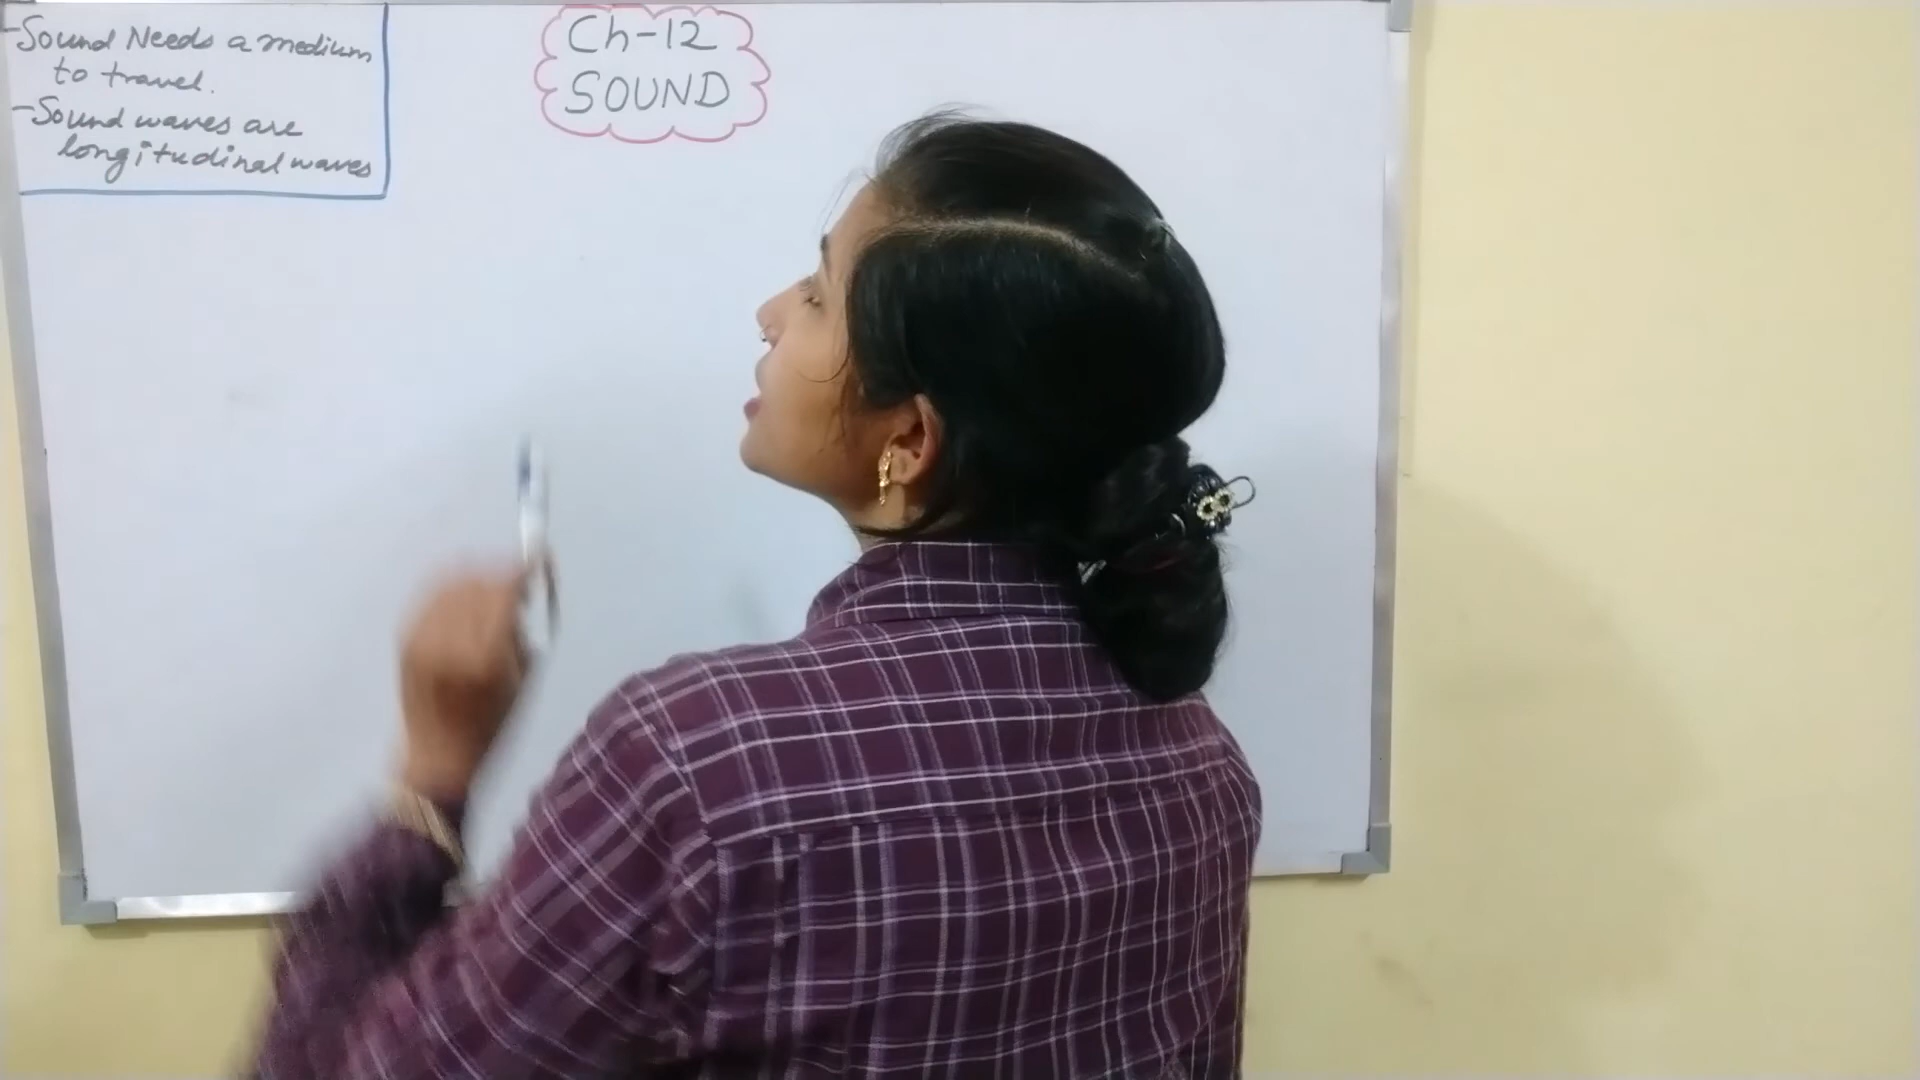 -Sound Needs a medium
to travel.
-Sound waves are
longitudinal waves
Ch-12
SOUND